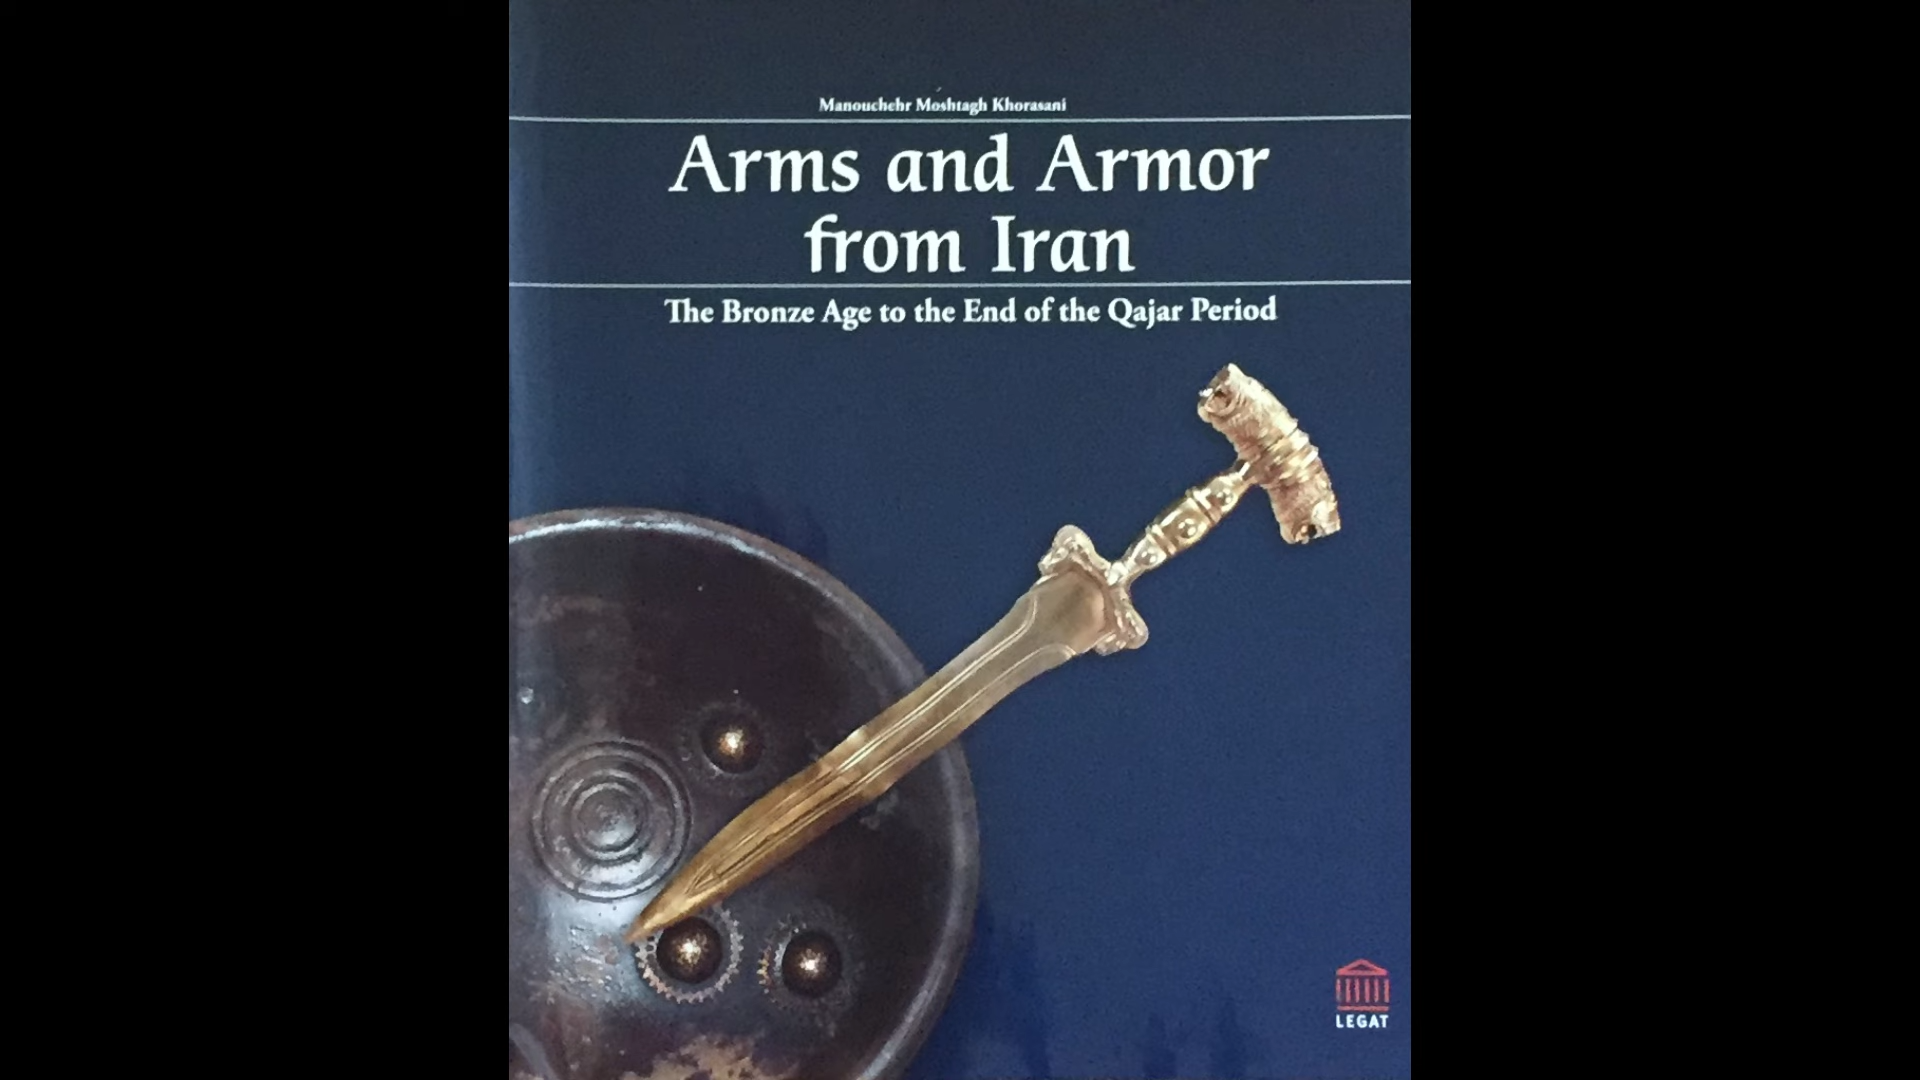 Manouchehr Moshtagh Khorasani
Arms and Armor
from Iran
The Bronze Age to the End of the Qajar Period
LEGAT